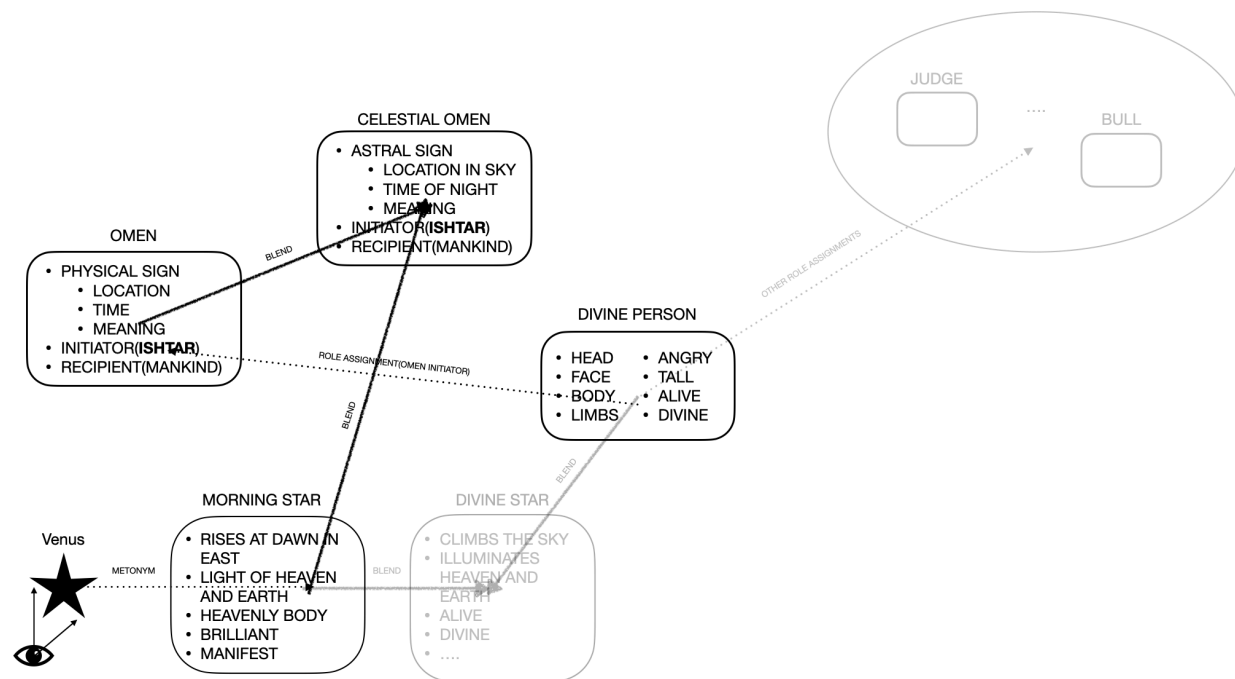 JUDGE
....
BULL
CELESTIAL OMEN
• ASTRAL SIGN
• LOCATION IN SKY
• TIME OF NIGHT
• MEANING
• INITIATOR(ISHTAR)
• RECIPIENT(MANKIND)
OMEN
• PHYSICAL SIGN
• LOCATION
• TIME
• MEANING
• INITIATOR(ISHTAR)
• RECIPIENT(MANKIND)
BLEND
OTHER ROLE ASSIGNMENTS
DIVINE PERSON
• HEAD
• FACE
• BODY
• LIMBS
• ANGRY
• TALL
• ALIVE
• DIVINE
ROLE ASSIGNMENT(OMEN INITIATOR)
BLEND
BLEND
MORNING STAR
• RISES AT DAWN IN
EAST
• LIGHT OF HEAVEN
AND EARTH
• HEAVENLY BODY
• BRILLIANT
• MANIFEST
DIVINE STAR
• CLIMBS THE SKY
• ILLUMINATES
HEAVEN AND
EARTH
• ALIVE
• DIVINE
• ....
Venus
METONYM
BLEND